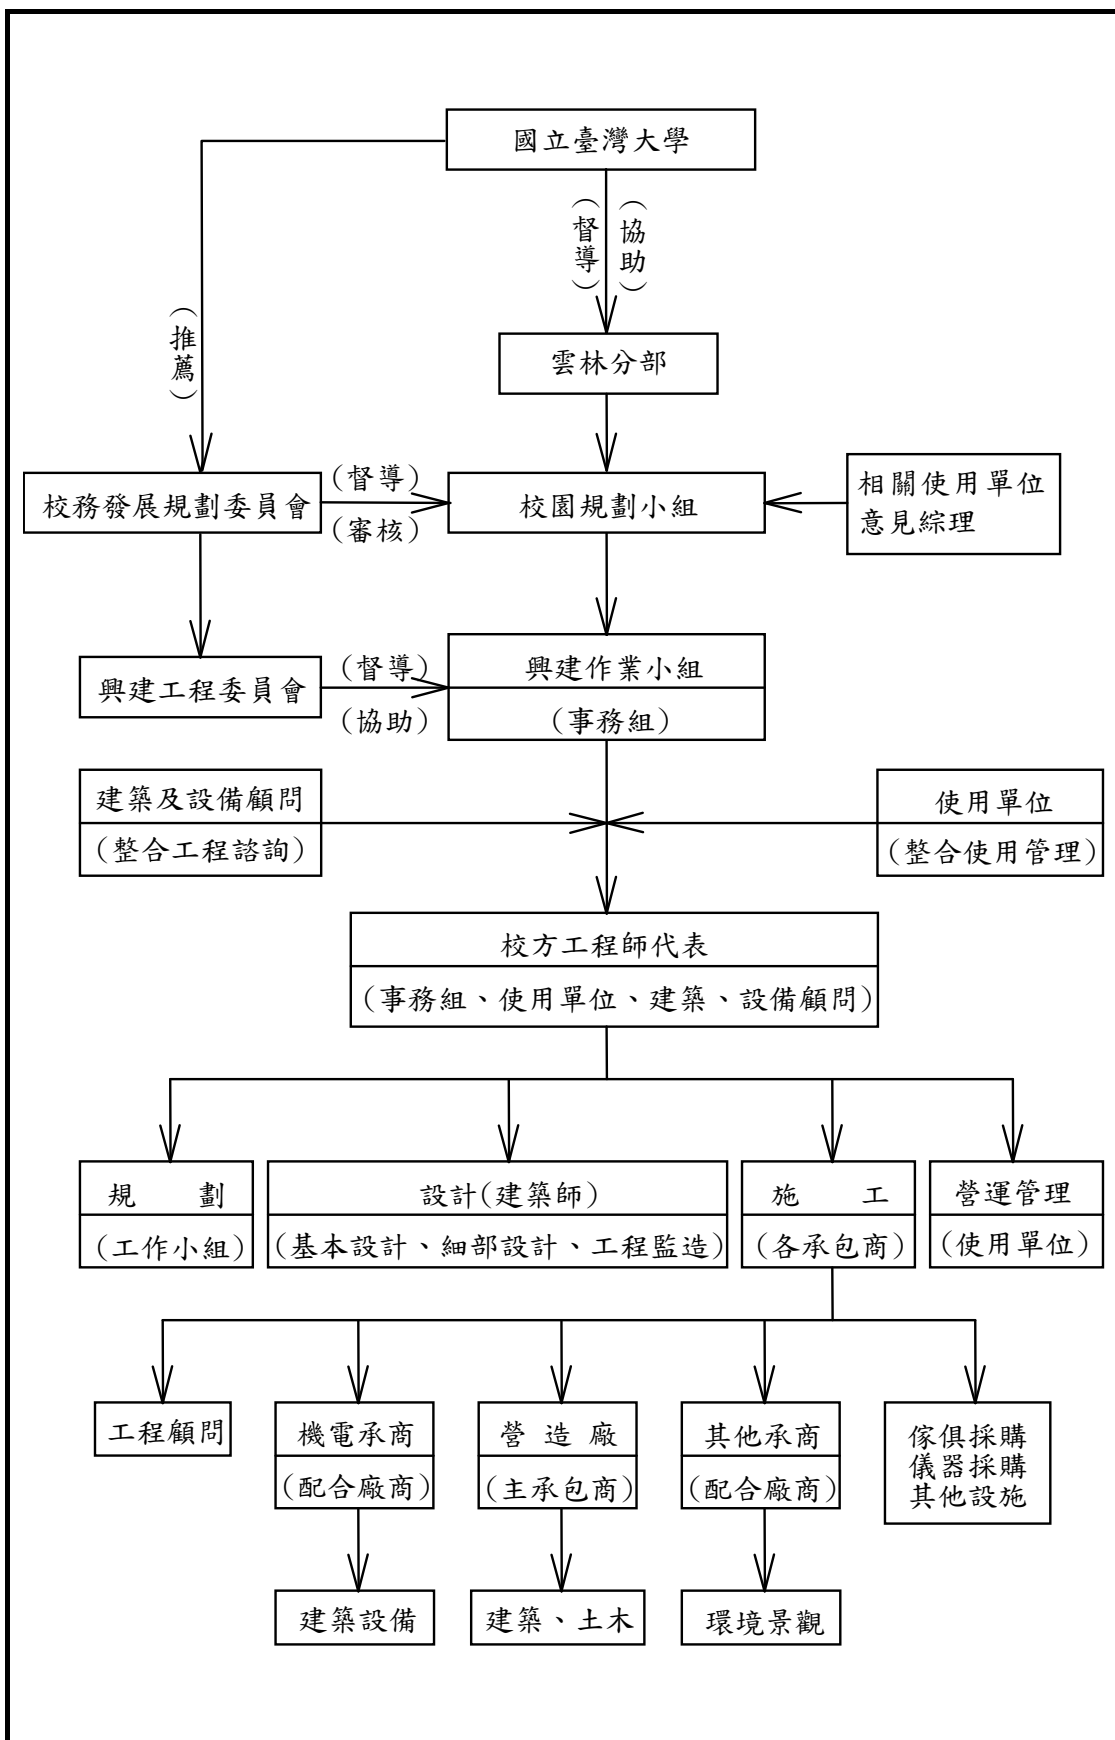 國立臺灣大學
(督導)
(協助)
(推薦)
雲林分部
校務發展規劃委員會
(督導)
(審核)
校園規劃小組
相關使用單位
意見綜理
興建工程委員會
(督導)
(協助)
興建作業小組
(事務組)
建築及設備顧問
(整合工程諮詢)
使用單位
(整合使用管理)
校方工程師代表
(事務組、使用單位、建築、設備顧問)
規 劃
(工作小組)
設計(建築師)
(基本設計、細部設計、工程監造)
施 工
(各承包商)
營運管理
(使用單位)
工程顧問
機電承商
(配合廠商)
營造廠
(主承包商)
其他承商
(配合廠商)
傢俱採購
儀器採購
其他設施
建築設備
建築、土木
環境景觀